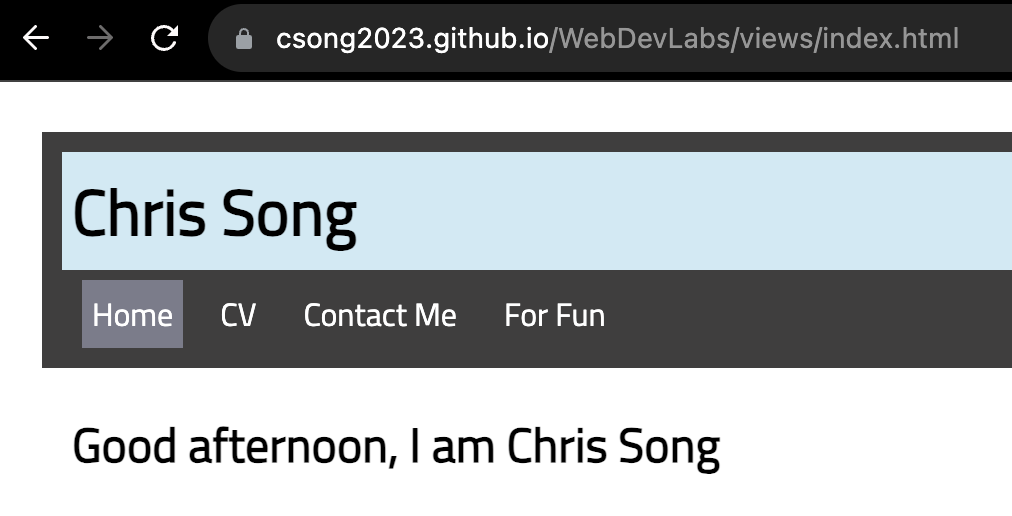 csong2023.github.io/WebDevLabs/views/index.html
Chris Song
Home CV Contact Me For Fun
Good afternoon, I am Chris Song